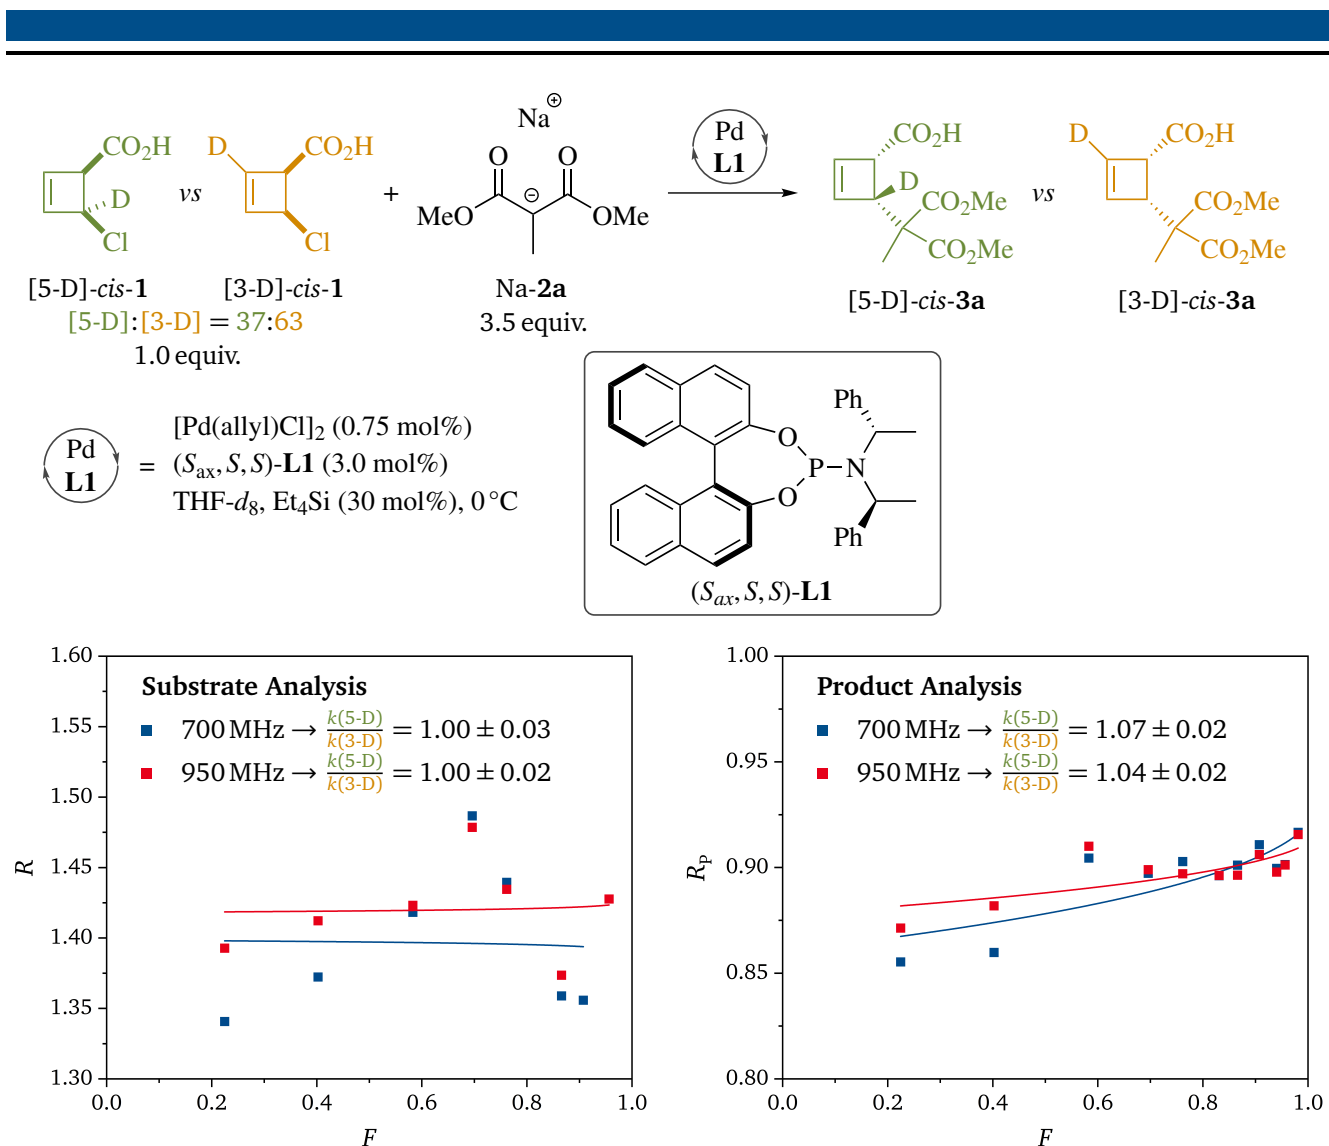 Na⊕
CO2H
D
Cl
vs
D
CO2H
Cl
+
O O
MeO ⊖ OMe
Pd
L1
CO2H
D
CO2Me
CO2Me
vs
D
CO2H
CO2Me
CO2Me
[5-D]-cis-1
[3-D]-cis-1
Na-2a
[5-D]-cis-3a
[3-D]-cis-3a
[5-D]:[3-D] = 37:63
3.5 equiv.
1.0 equiv.
Pd
L1
=
[Pd(allyl)Cl]2 (0.75 mol%)
(Sax, S, S)-L1 (3.0 mol%)
THF-d8, Et4Si (30 mol%), 0 °C
Ph
O
P N
O
Ph
(Sax, S, S)-L1
Substrate Analysis
700 MHz → k(5-D)/k(3-D) = 1.00 ± 0.03
950 MHz → k(5-D)/k(3-D) = 1.00 ± 0.02
1.60
1.55
1.50
1.45
1.40
1.35
1.30
R
0.0 0.2 0.4 0.6 0.8 1.0
F
Product Analysis
700 MHz → k(5-D)/k(3-D) = 1.07 ± 0.02
950 MHz → k(5-D)/k(3-D) = 1.04 ± 0.02
1.00
0.95
0.90
0.85
0.80
RP
0.0 0.2 0.4 0.6 0.8 1.0
F